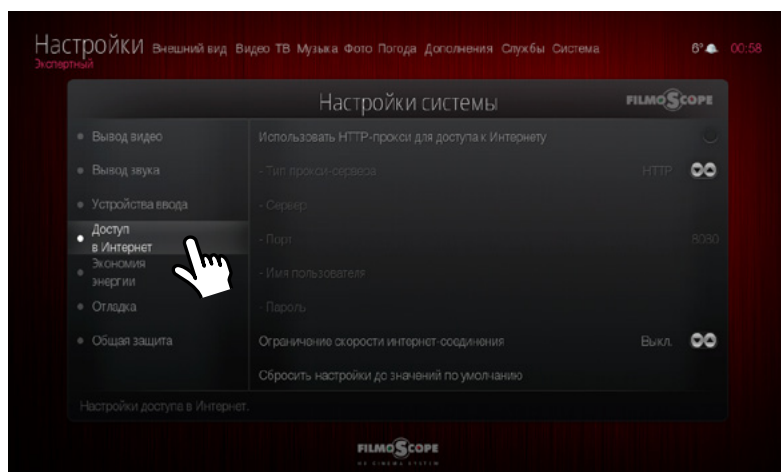 Настройки Внешний вид Видео ТВ Музыка Фото Погода Дополнения Службы Система 6° 00:58
Экспертный
Настройки системы FILMOSCOPE
Вывод видео
Использовать HTTP-прокси для доступа к Интернету
Вывод звука
- Тип прокси-сервера HTTP
Устройства ввода
- Сервер
Доступ
в Интернет
- Порт 8080
Экономия
энергии
- Имя пользователя
Отладка
- Пароль
Общая защита
Ограничение скорости интернет-соединения Выкл.
Сбросить настройки до значений по умолчанию
Настройки доступа в Интернет.
FILMOSCOPE
HD CINEMA SYSTEM